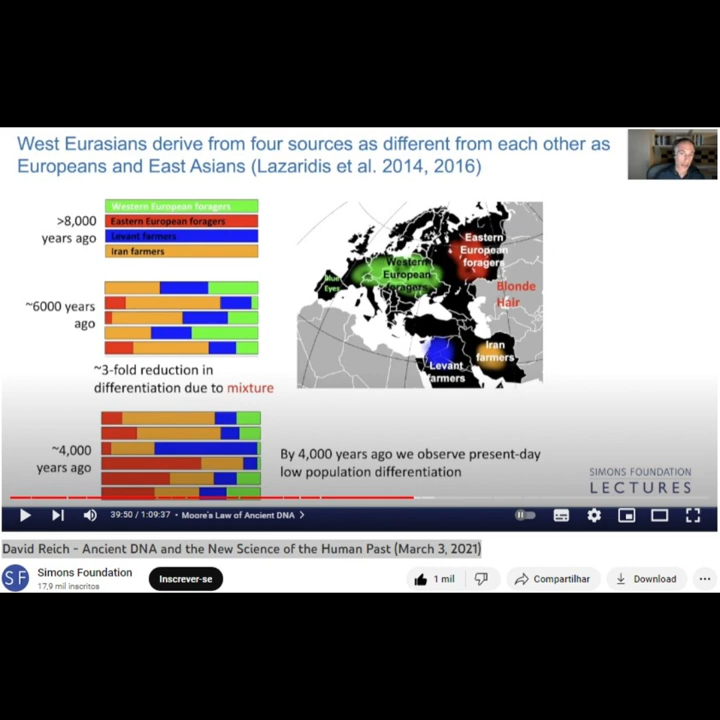 West Eurasians derive from four sources as different from each other as
Europeans and East Asians (Lazaridis et al. 2014, 2016)
>8,000
years ago
Western European foragers
Eastern European foragers
Levant farmers
Iran farmers
~6000 years
ago
~3-fold reduction in
differentiation due to mixture
~4,000
years ago
Blue
Eyes
Western
European
foragers
Eastern
European
foragers
Blonde
Hair
Levant
farmers
Iran
farmers
By 4,000 years ago we observe present-day
low population differentiation
SIMONS FOUNDATION
LECTURES
39:50 / 1:09:37 • Moore's Law of Ancient DNA >
David Reich - Ancient DNA and the New Science of the Human Past (March 3, 2021)
SF
Simons Foundation
17,9 mil inscritos
Inscrever-se
1 mil
Compartilhar
Download